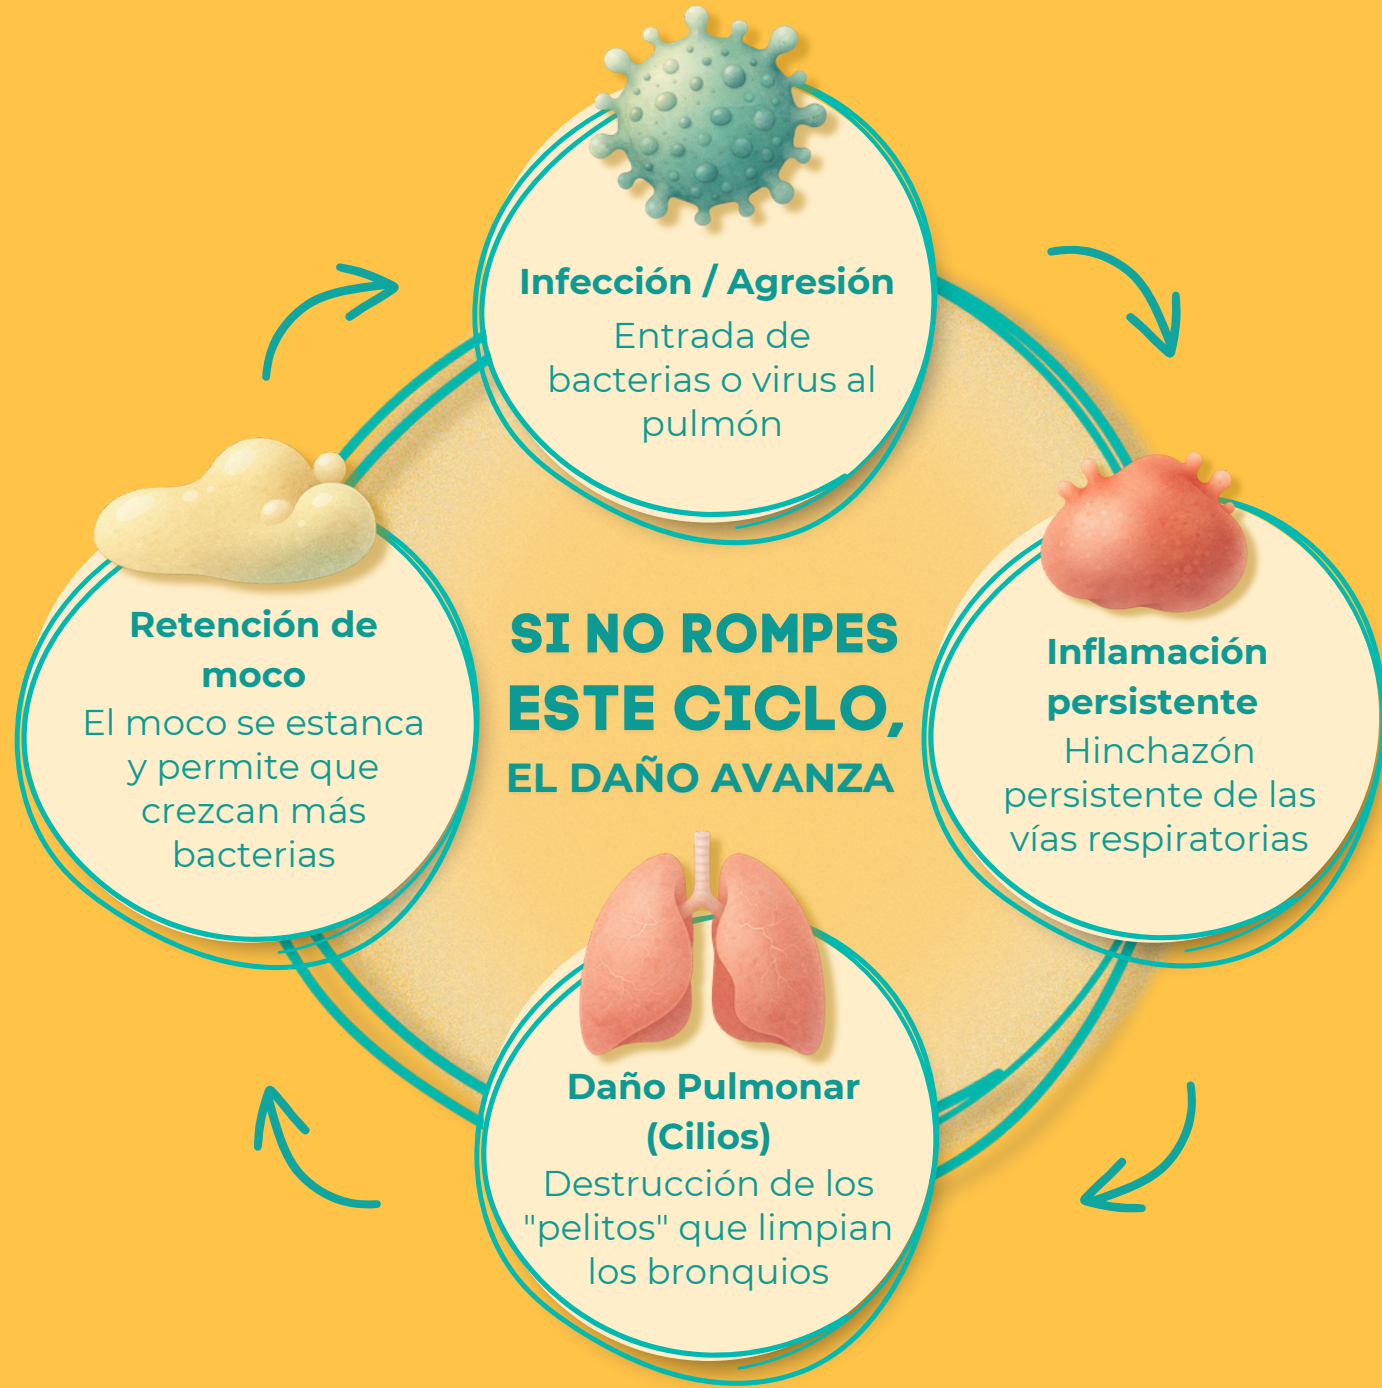 Infección / Agresión
Entrada de
bacterias o virus al
pulmón
Inflamación
persistente
Hinchazón
persistente de las
vías respiratorias
Daño Pulmonar
(Cilios)
Destrucción de los
"pelitos" que limpian
los bronquios
Retención de
moco
El moco se estanca
y permite que
crezcan más
bacterias
SI NO ROMPES
ESTE CICLO,
EL DAÑO AVANZA